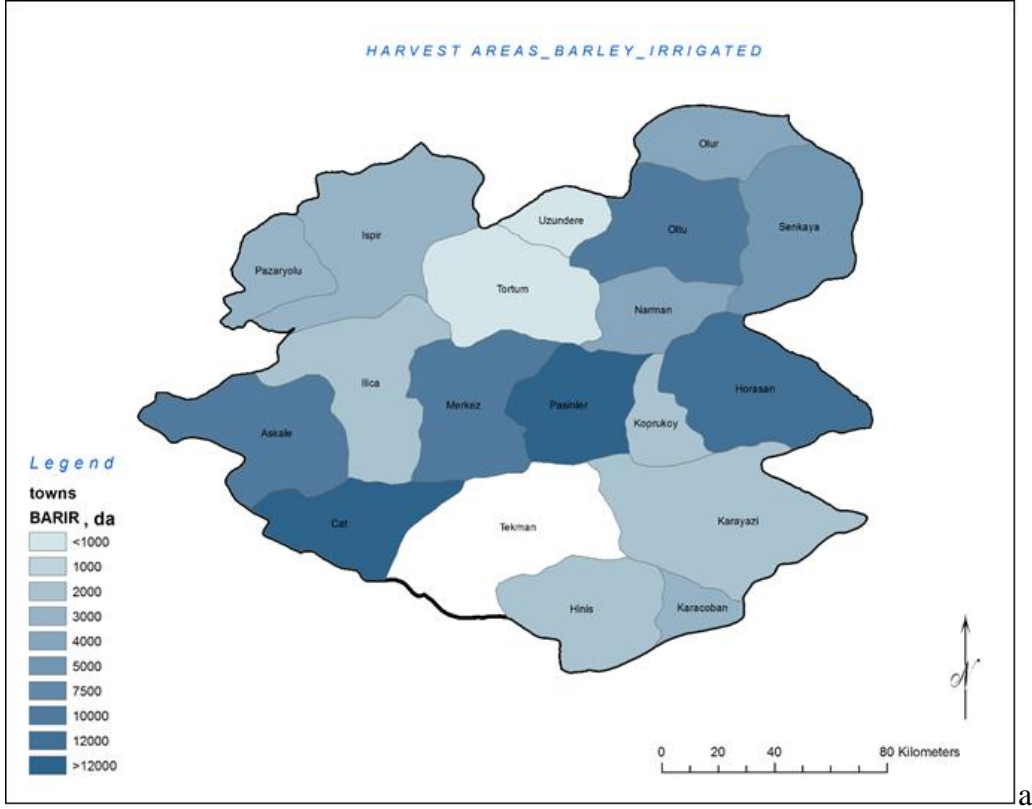 HARVEST AREAS_BARLEY_IRRIGATED
Olur
Uzundere
Oltu
Senkaya
Ispir
Pazaryolu
Tortum
Narman
Ilica
Merkez
Pasinler
Horasan
Koprukoy
Askale
Cat
Tekman
Karayazi
Hinis
Karacoban
Legend
towns
BARIR , da
<1000
1000
2000
3000
4000
5000
7500
10000
12000
>12000
N
0 20 40 80 Kilometers
a